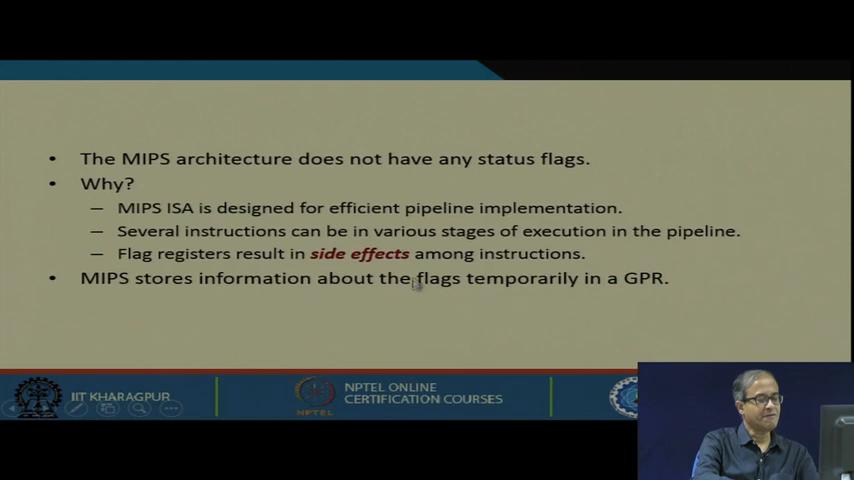 • The MIPS architecture does not have any status flags.
• Why?
– MIPS ISA is designed for efficient pipeline implementation.
– Several instructions can be in various stages of execution in the pipeline.
– Flag registers result in side effects among instructions.
• MIPS stores information about the flags temporarily in a GPR.
IIT KHARAGPUR
NPTEL
NPTEL ONLINE
CERTIFICATION COURSES